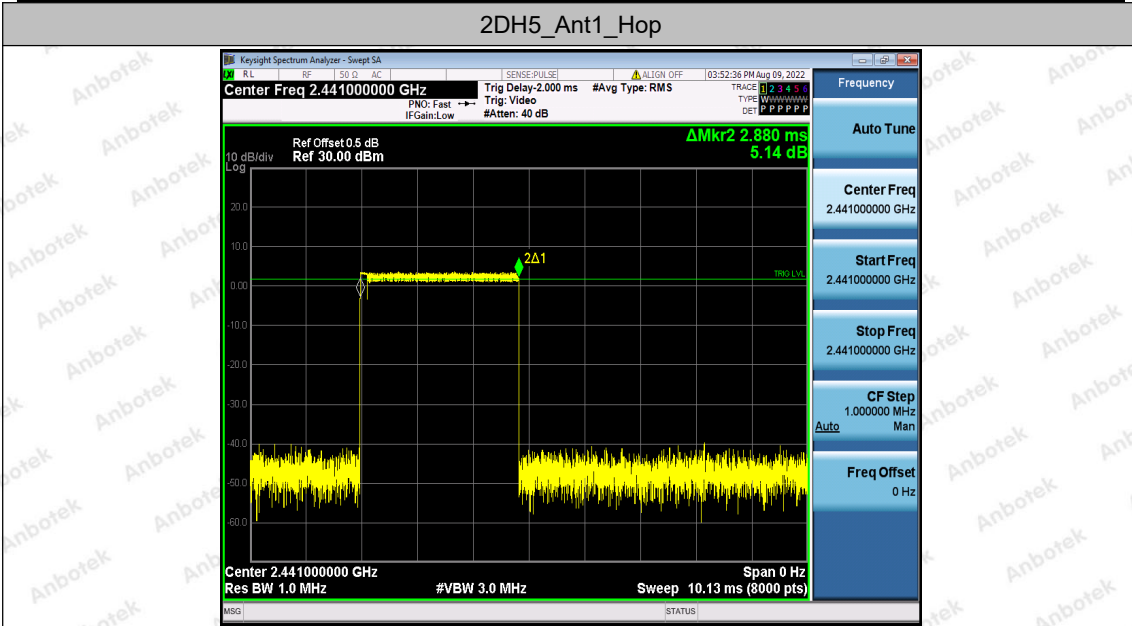 2DH5_Ant1_Hop
Keysight Spectrum Analyzer - Swept SA
LXI RL RF 50 Ω AC SENSE:PULSE ALIGN OFF 03:52:36 PM Aug 09, 2022
Center Freq 2.441000000 GHz
PNO: Fast
IFGain:Low
Trig Delay-2.000 ms
Trig: Video
#Atten: 40 dB
#Avg Type: RMS
TRACE 1 2 3 4 5 6
TYPE WWWWWW
DET P P P P P P
Frequency
Auto Tune
Center Freq
2.441000000 GHz
Start Freq
2.441000000 GHz
Stop Freq
2.441000000 GHz
CF Step
1.000000 MHz
Auto Man
Freq Offset
0 Hz
ΔMkr2 2.880 ms
5.14 dB
Ref Offset 0.5 dB
10 dB/div Ref 30.00 dBm
Log
20.0
10.0
0.00
-10.0
-20.0
-30.0
-40.0
-50.0
-60.0
2Δ1
TRIG LVL
Center 2.441000000 GHz Span 0 Hz
Res BW 1.0 MHz #VBW 3.0 MHz Sweep 10.13 ms (8000 pts)
MSG STATUS
Anbotek